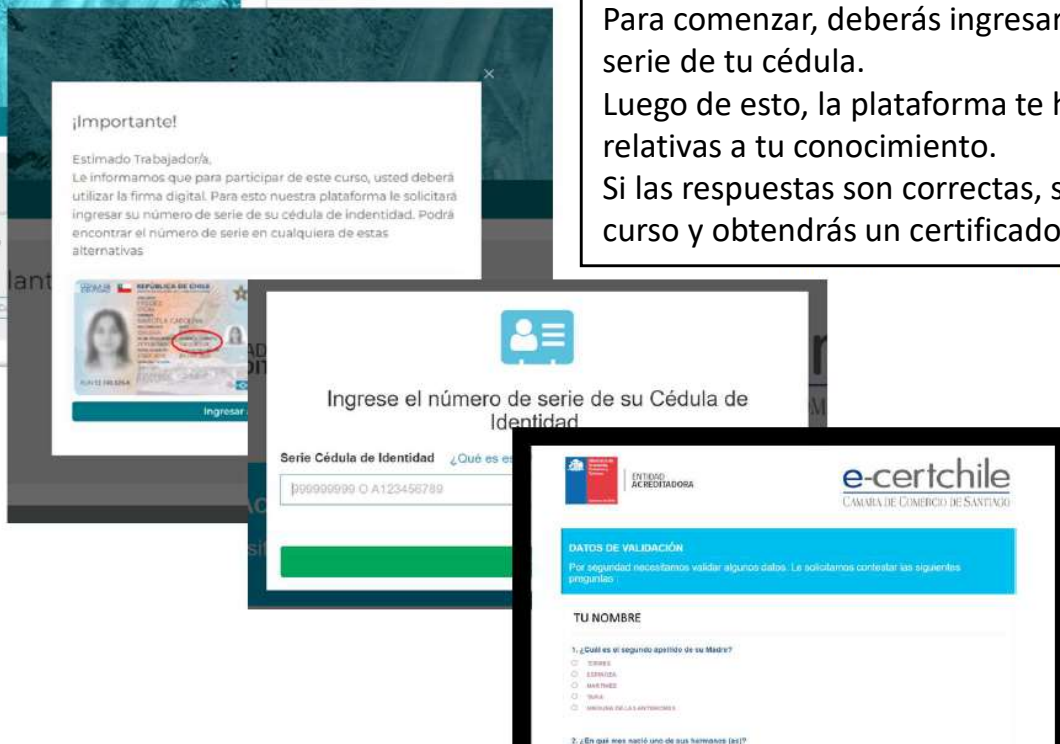 Para comenzar, deberás ingresar
serie de tu cédula.
Luego de esto, la plataforma te h
relativas a tu conocimiento.
Si las respuestas son correctas, s
curso y obtendrás un certificado
¡Importante!
Estimado Trabajador/a,
Le informamos que para participar de este curso, usted deberá
utilizar la firma digital. Para esto nuestra plataforma le solicitará
ingresar su número de serie de su cédula de indentidad. Podrá
encontrar el número de serie en cualquiera de estas
alternativas
lant
REPÚBLICA DE CHILE
Ingresar
Ingrese el número de serie de su Cédula de
Identidad
Serie Cédula de Identidad ¿Qué es es
999999999 O A123456789
ENTIDAD
ACREDITADORA
e-certchile
CAMARA DE COMERCIO DE SANTIAGO
DATOS DE VALIDACIÓN
Por seguridad necesitamos validar algunos datos. Le solicitamos contestar las siguientes
preguntas :
TU NOMBRE
1. ¿Cuál es el segundo apellido de su Madre?
TORRES
ESPINOZA
MARTINEZ
NINGUNA DE LAS ANTERIORES
2. ¿En qué mes nació uno de sus hermanos (as)?